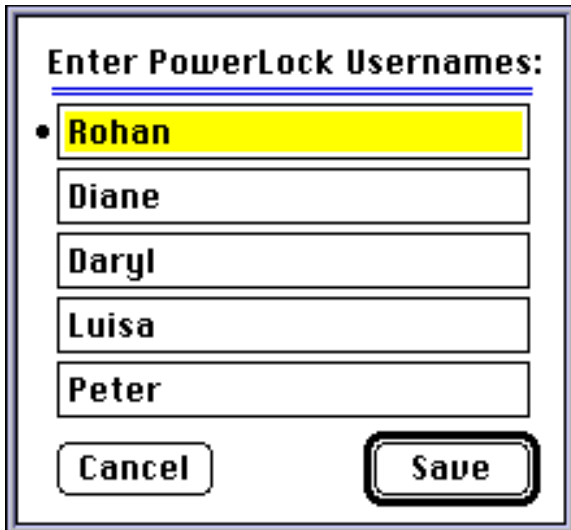 Enter PowerLock Usernames:
• Rohan
Diane
Daryl
Luisa
Peter
Cancel Save